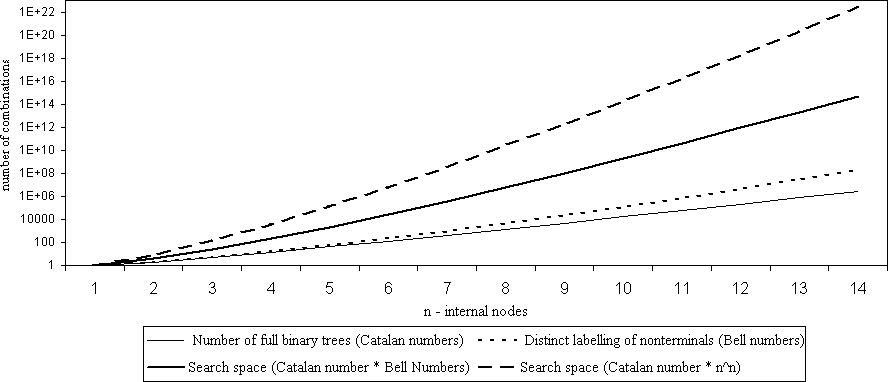 1E+22
1E+20
1E+18
1E+16
1E+14
1E+12
1E+10
1E+08
1E+06
10000
100
1
number of combinations
1 2 3 4 5 6 7 8 9 10 11 12 13 14
n - internal nodes
Number of full binary trees (Catalan numbers) Distinct labelling of nonterminals (Bell numbers)
Search space (Catalan number * Bell Numbers) Search space (Catalan number * n^n)